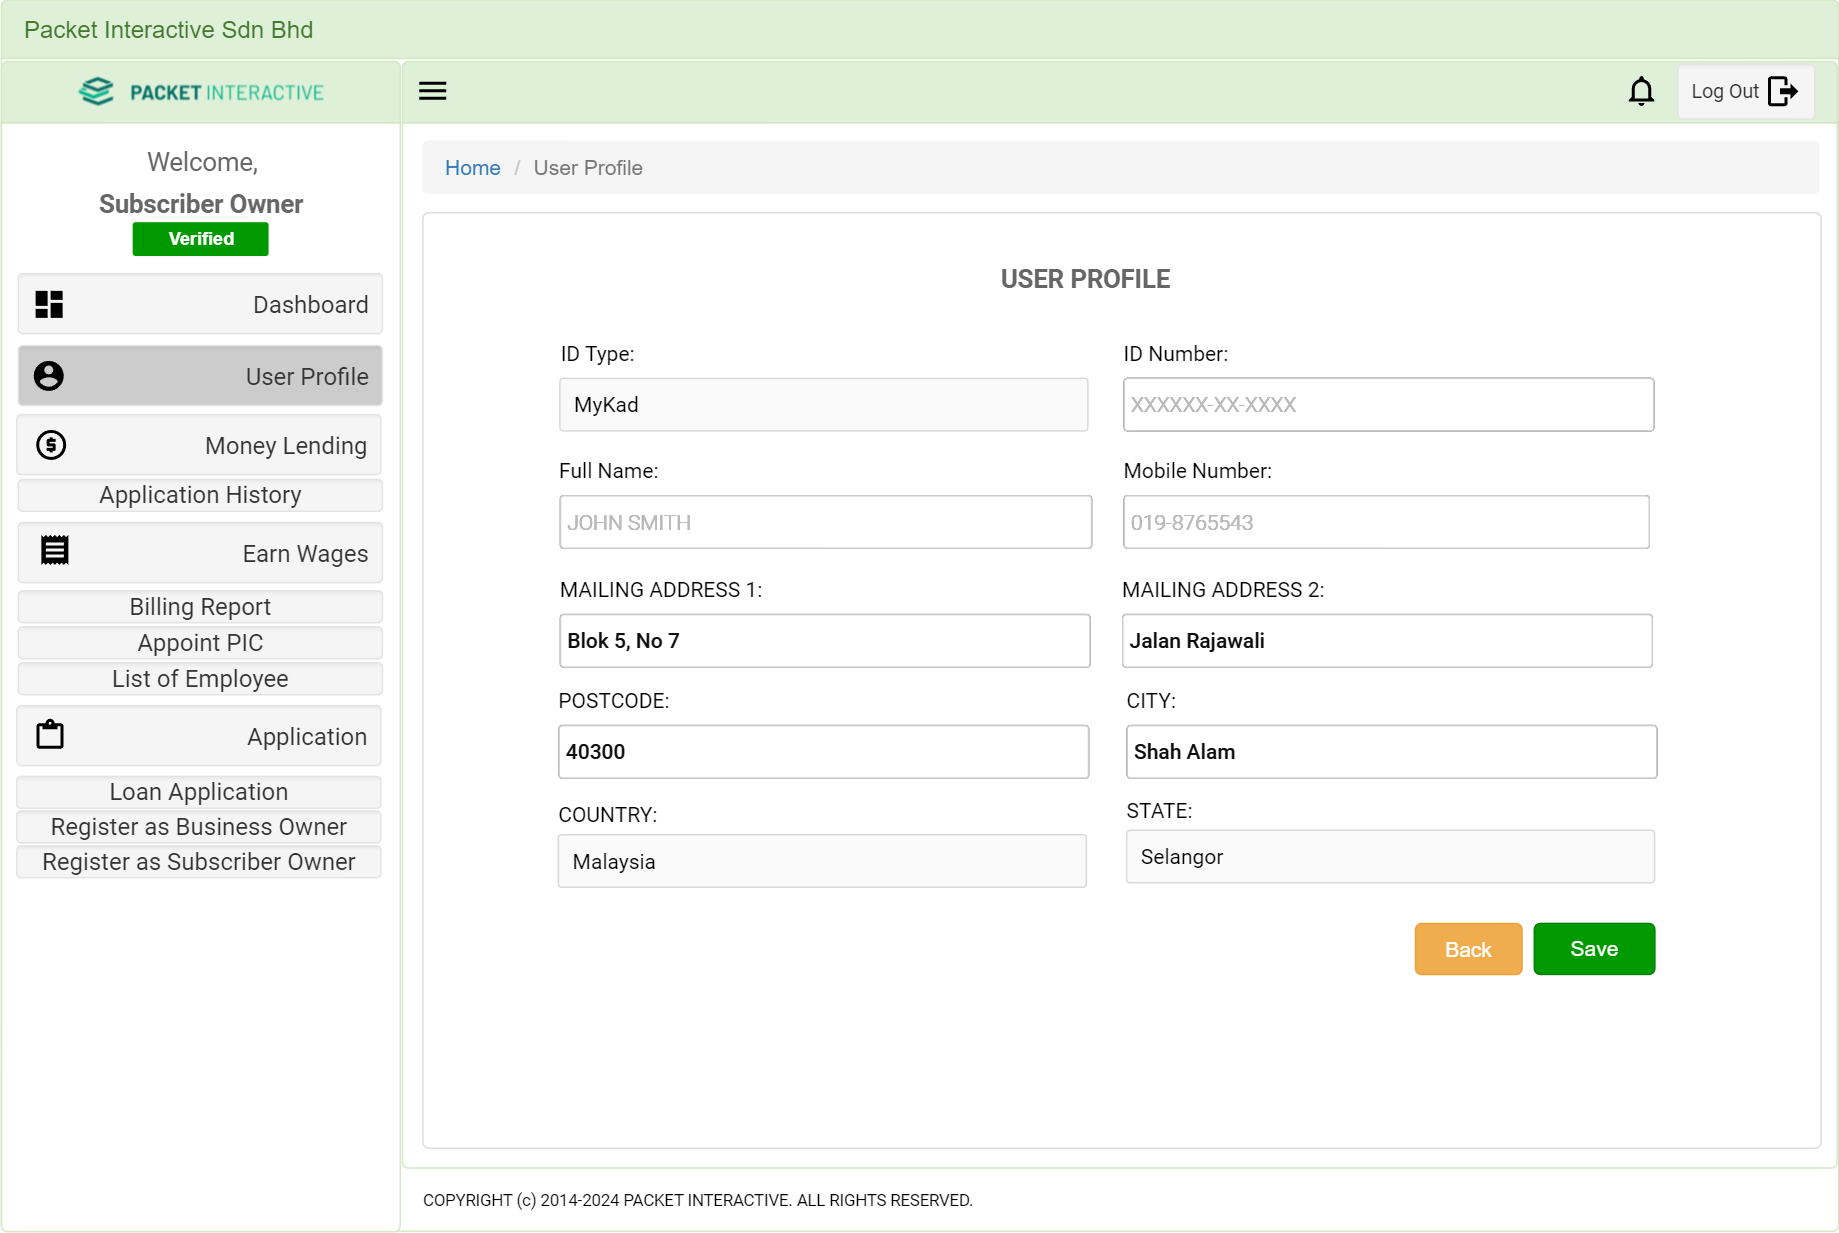 Packet Interactive Sdn Bhd
PACKET INTERACTIVE
Log Out
Welcome,
Subscriber Owner
Verified
Dashboard
User Profile
Money Lending
Application History
Earn Wages
Billing Report
Appoint PIC
List of Employee
Application
Loan Application
Register as Business Owner
Register as Subscriber Owner
Home / User Profile
USER PROFILE
ID Type:
MyKad
ID Number:
XXXXXX-XX-XXXX
Full Name:
JOHN SMITH
Mobile Number:
019-8765543
MAILING ADDRESS 1:
Blok 5, No 7
MAILING ADDRESS 2:
Jalan Rajawali
POSTCODE:
40300
CITY:
Shah Alam
COUNTRY:
Malaysia
STATE:
Selangor
Back
Save
COPYRIGHT (c) 2014-2024 PACKET INTERACTIVE. ALL RIGHTS RESERVED.